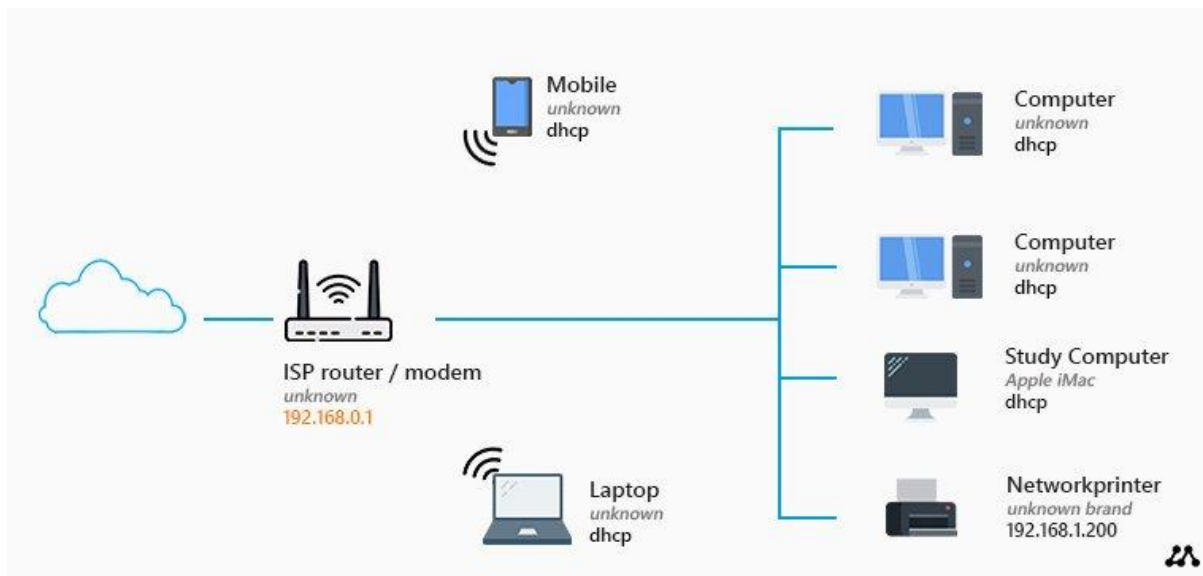 Mobile
unknown
dhcp
Computer
unknown
dhcp
Computer
unknown
dhcp
ISP router / modem
unknown
192.168.0.1
Study Computer
Apple iMac
dhcp
Laptop
unknown
dhcp
Networkprinter
unknown brand
192.168.1.200